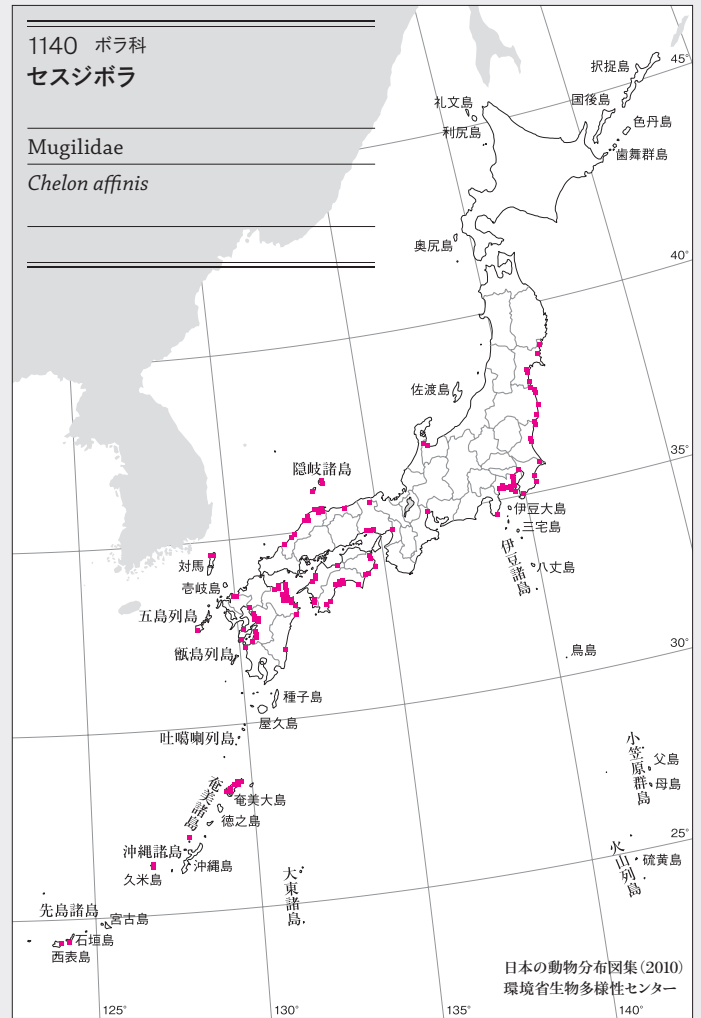 1140 ボラ科
セスジボラ
Mugilidae
Chelon affinis
択捉島
45°
国後島
礼文島
色丹島
利尻島
歯舞群島
奥尻島
40°
佐渡島
35°
隠岐諸島
伊豆大島
三宅島
伊豆諸島
八丈島
対馬
壱岐島
五島列島
甑島列島
鳥島
30°
種子島
屋久島
吐噶喇列島
小笠原群島
父島
母島
奄美諸島
奄美大島
徳之島
25°
沖縄諸島
沖縄島
久米島
火山列島
硫黄島
大東諸島
先島諸島
宮古島
石垣島
西表島
日本の動物分布図集(2010)
環境省生物多様性センター
125°
130°
135°
140°